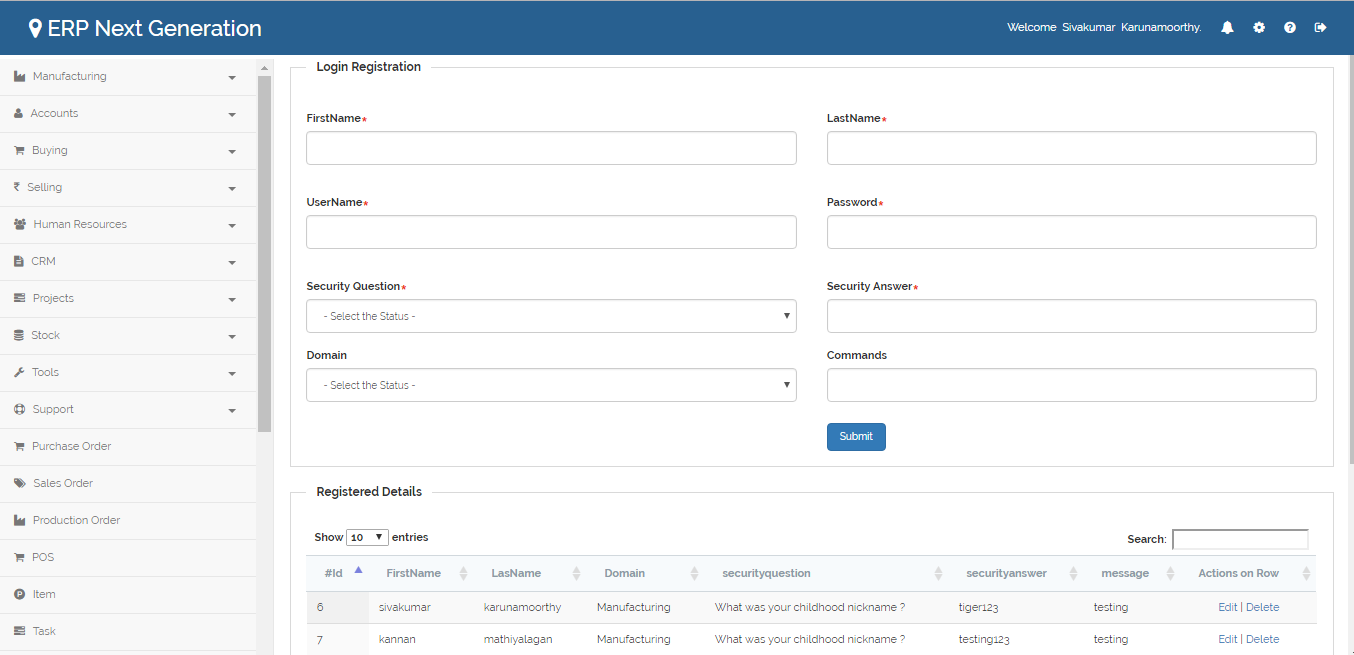 ERP Next Generation
Welcome Sivakumar Karunamoorthy.
Manufacturing
Accounts
Buying
Selling
Human Resources
CRM
Projects
Stock
Tools
Support
Purchase Order
Sales Order
Production Order
POS
Item
Task
Login Registration
FirstName*
LastName*
UserName*
Password*
Security Question*
Security Answer*
- Select the Status -
Domain
Commands
- Select the Status -
Submit
Registered Details
Show 10 entries
Search:
#Id FirstName LasName Domain securityquestion securityanswer message Actions on Row
6 sivakumar karunamoorthy Manufacturing What was your childhood nickname ? tiger123 testing Edit | Delete
7 kannan mathiyalagan Manufacturing What was your childhood nickname ? testing123 testing Edit | Delete